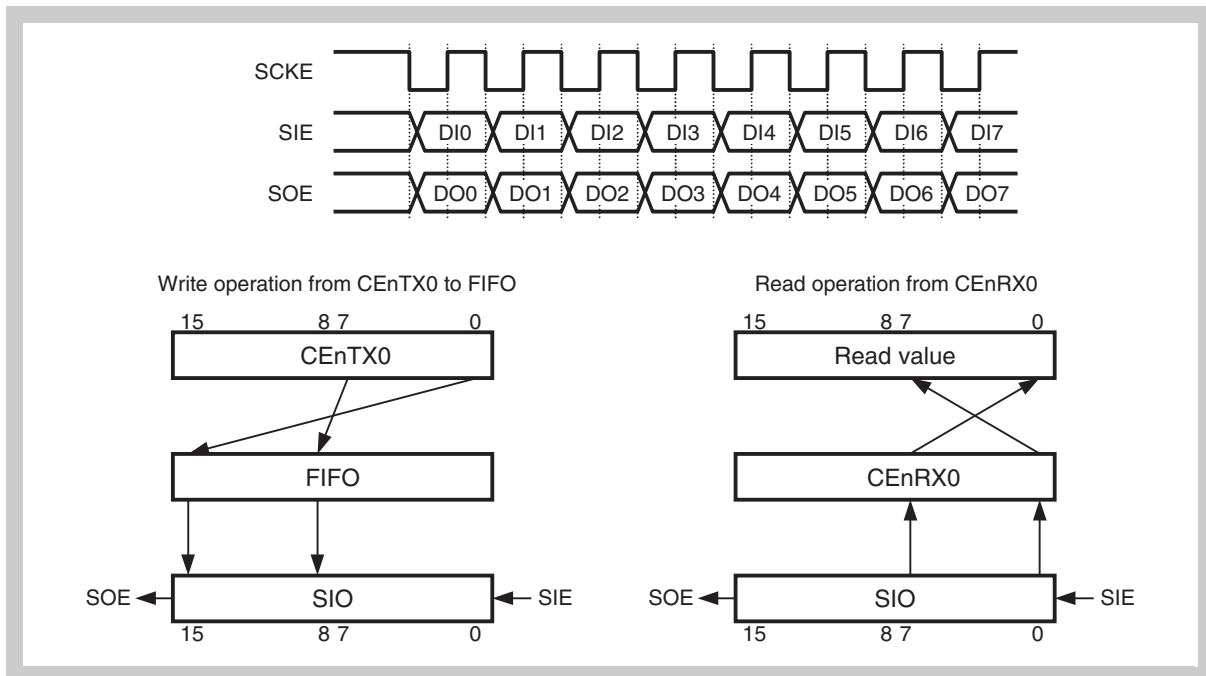 SCKE
SIE DI0 DI1 DI2 DI3 DI4 DI5 DI6 DI7
SOE DO0 DO1 DO2 DO3 DO4 DO5 DO6 DO7
Write operation from CEnTX0 to FIFO
15 8 7 0
CEnTX0
FIFO
SOE SIO SIE
15 8 7 0
Read operation from CEnRX0
15 8 7 0
Read value
CEnRX0
SOE SIO SIE
15 8 7 0